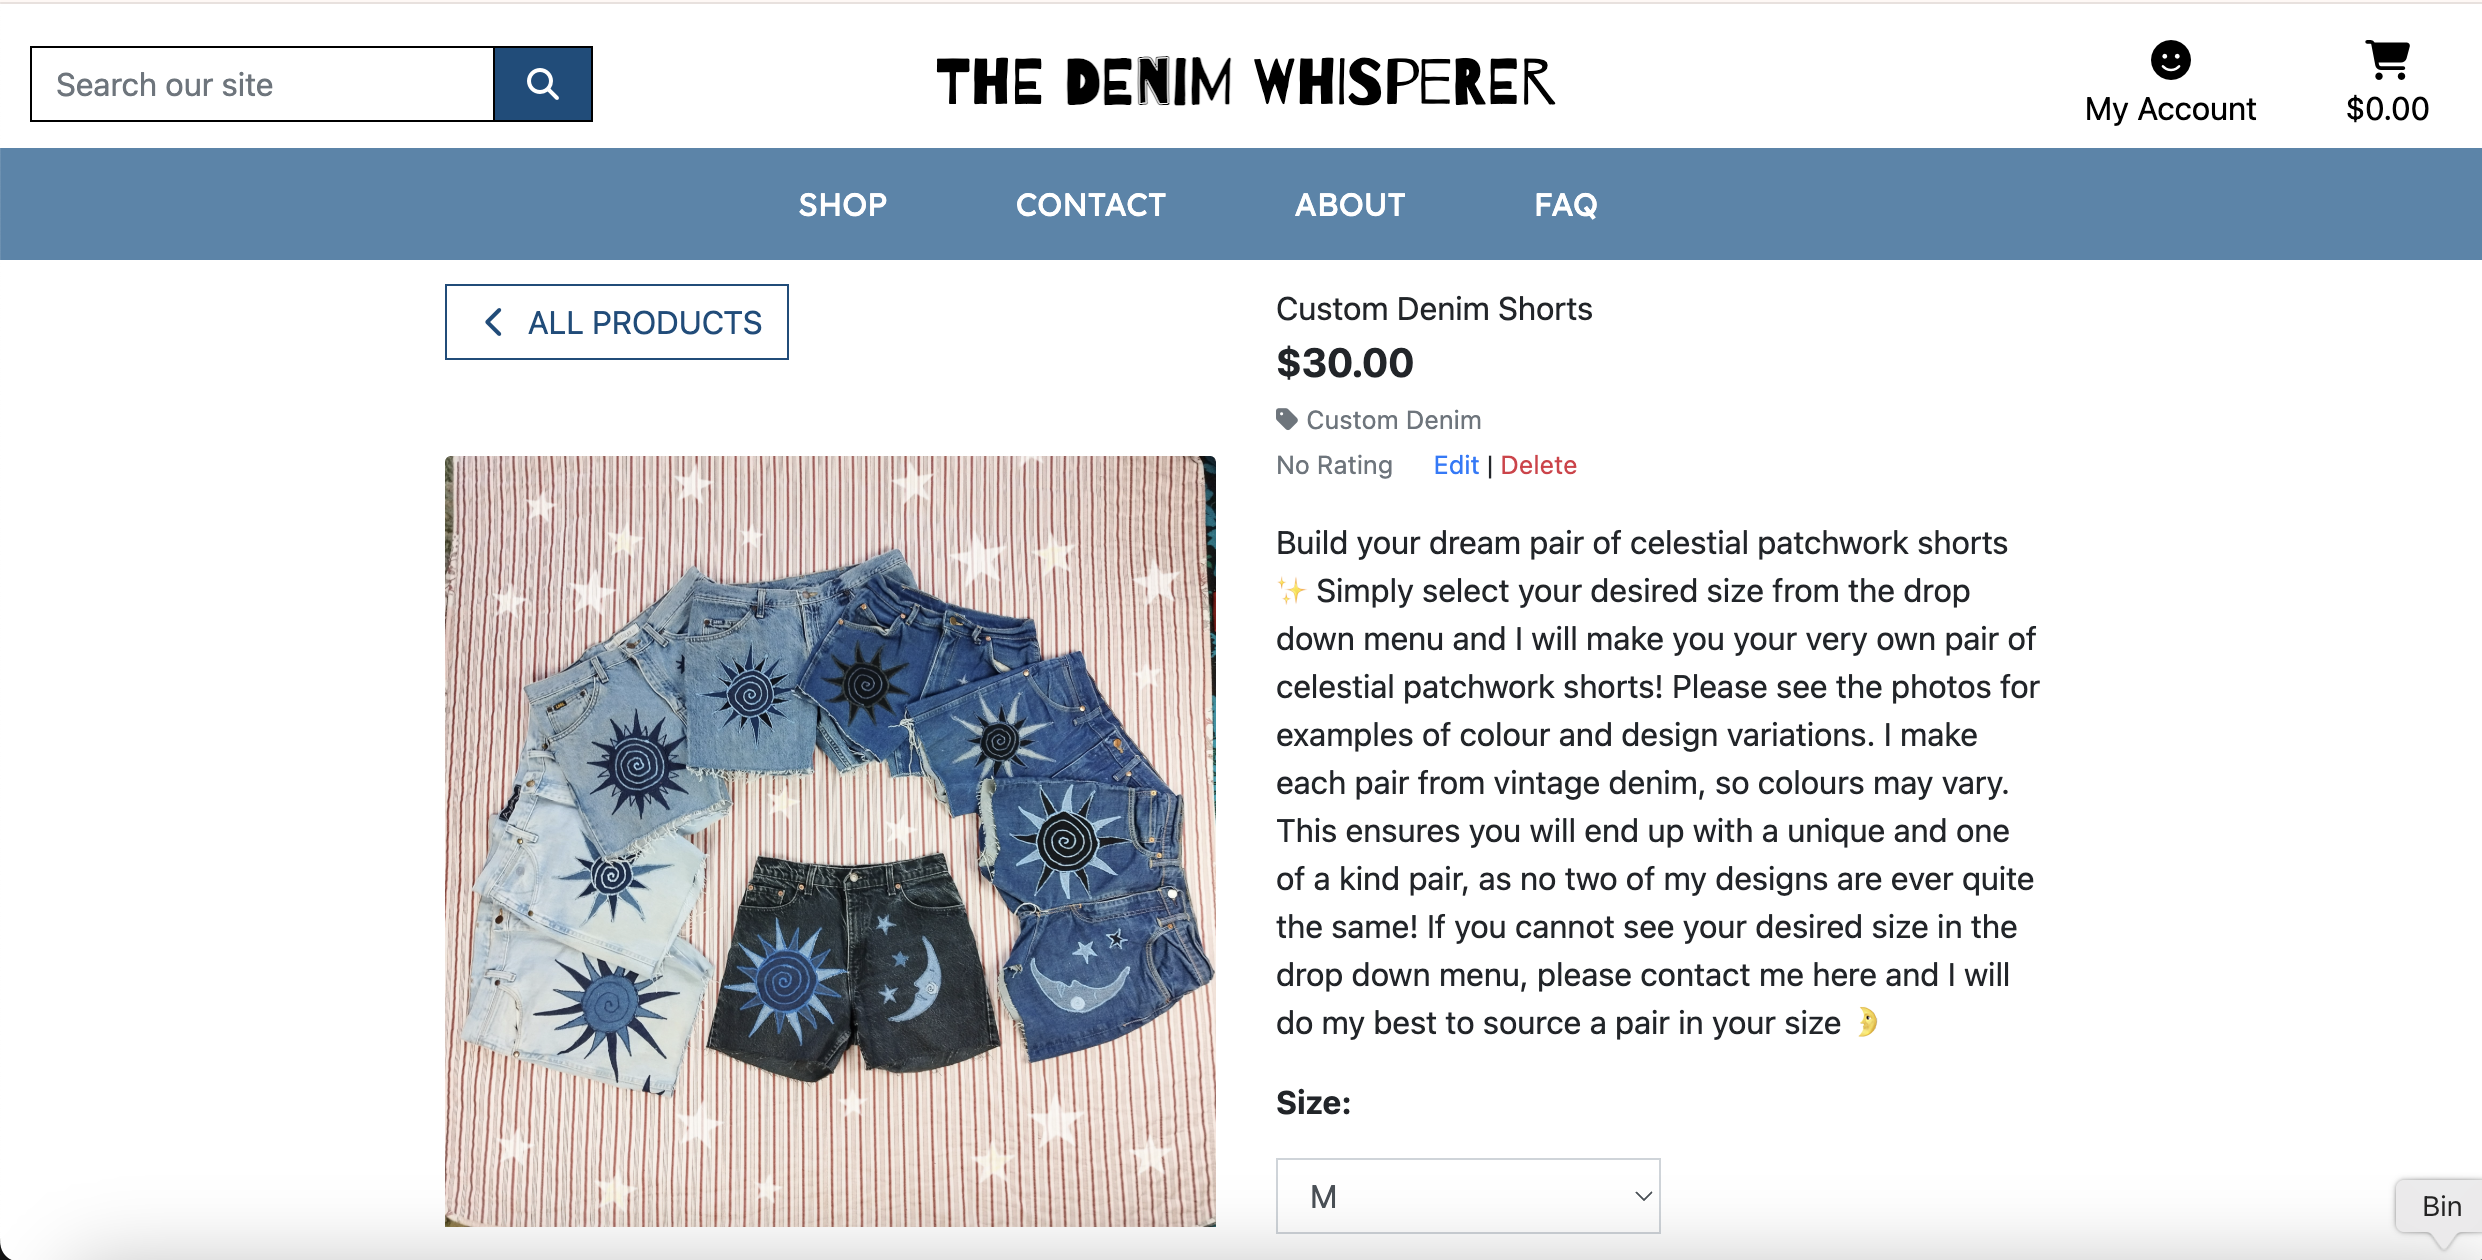 Search our site
THE DENIM WHISPERER
My Account
$0.00
SHOP
CONTACT
ABOUT
FAQ
ALL PRODUCTS
Custom Denim Shorts
$30.00
Custom Denim
No Rating
Edit | Delete
Build your dream pair of celestial patchwork shorts
✨ Simply select your desired size from the drop
down menu and I will make you your very own pair of
celestial patchwork shorts! Please see the photos for
examples of colour and design variations. I make
each pair from vintage denim, so colours may vary.
This ensures you will end up with a unique and one
of a kind pair, as no two of my designs are ever quite
the same! If you cannot see your desired size in the
drop down menu, please contact me here and I will
do my best to source a pair in your size 🌛
Size:
M
Bin